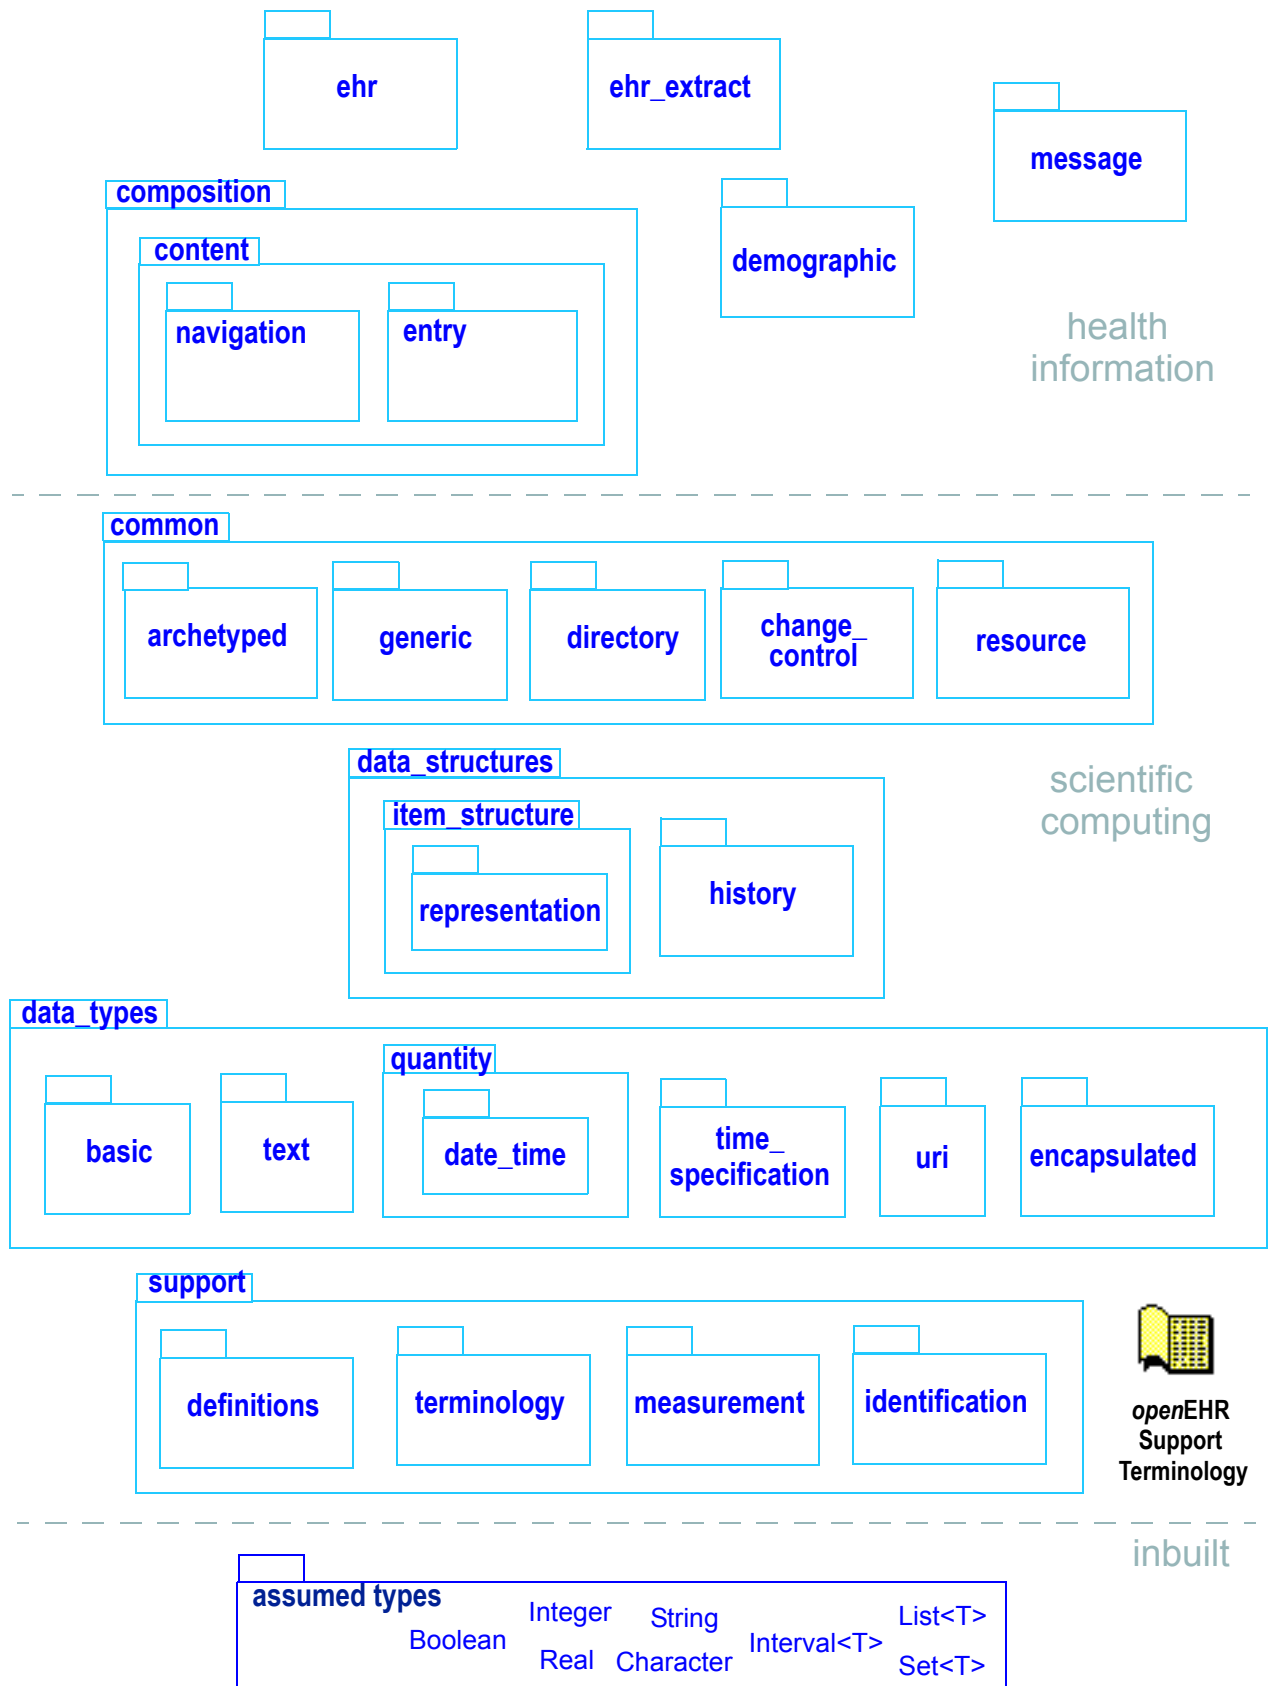 ehr
ehr_extract
message
composition
demographic
content
navigation
entry
health
information
common
archetyped
generic
directory
change_
control
resource
data_structures
item_structure
representation
history
scientific
computing
data_types
basic
text
quantity
date_time
time_
specification
uri
encapsulated
support
definitions
terminology
measurement
identification
openEHR
Support
Terminology
inbuilt
assumed types
Boolean
Integer
Real
String
Character
Interval<T>
List<T>
Set<T>